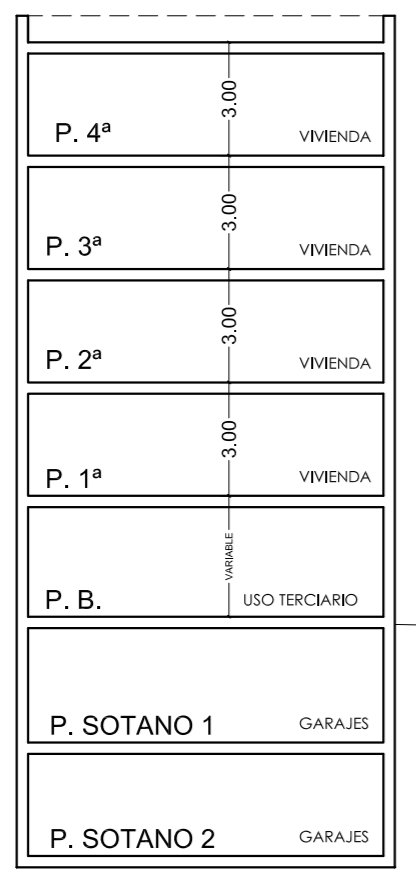 3.00
P. 4ª VIVIENDA
3.00
P. 3ª VIVIENDA
3.00
P. 2ª VIVIENDA
3.00
P. 1ª VIVIENDA
VARIABLE
P. B. USO TERCIARIO
P. SOTANO 1 GARAJES
P. SOTANO 2 GARAJES